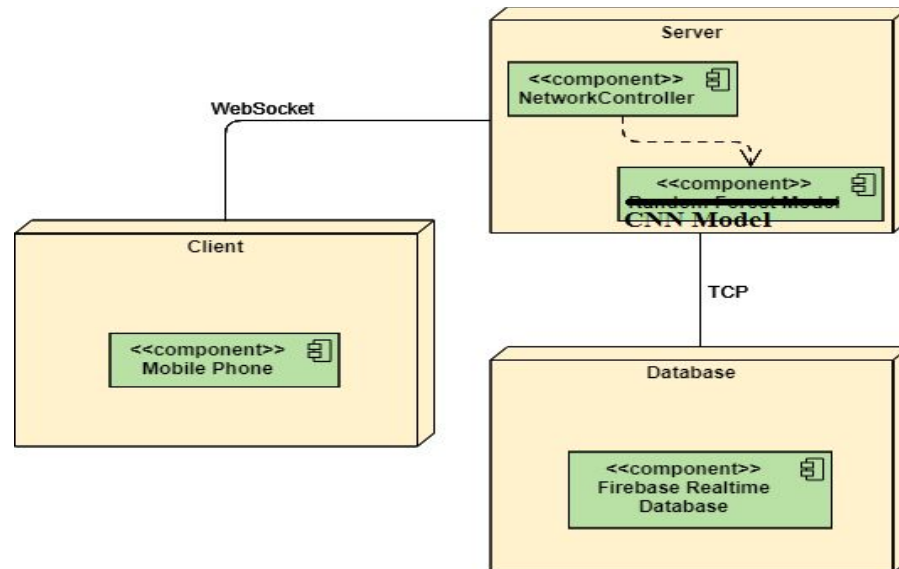 Server
<<component>>
NetworkController
WebSocket
<<component>>
Random Forest Model
CNN Model
Client
TCP
<<component>>
Mobile Phone
Database
<<component>>
Firebase Realtime
Database